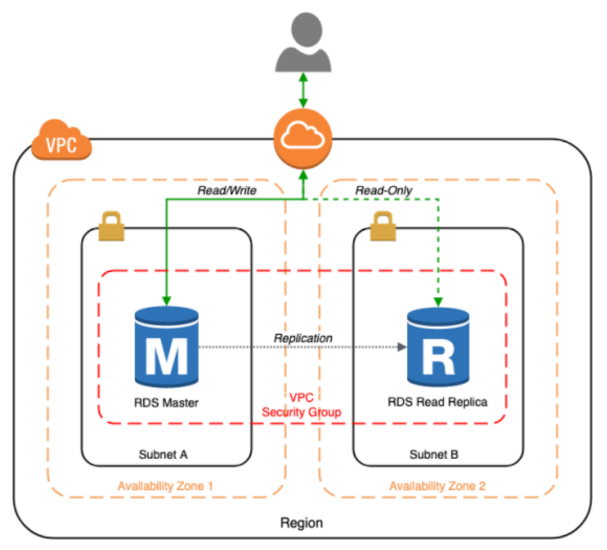 VPC
Read/Write
Read-Only
M
Replication
R
RDS Master
RDS Read Replica
VPC
Security Group
Subnet A
Subnet B
Availability Zone 1
Availability Zone 2
Region